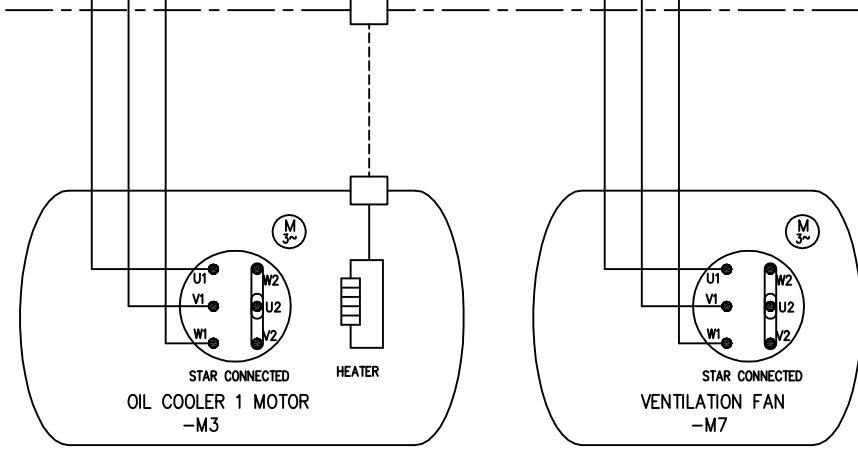 M
3~
U1
W2
V1
U2
W1
V2
STAR CONNECTED
HEATER
OIL COOLER 1 MOTOR
-M3
M
3~
U1
W2
V1
U2
W1
V2
STAR CONNECTED
VENTILATION FAN
-M7